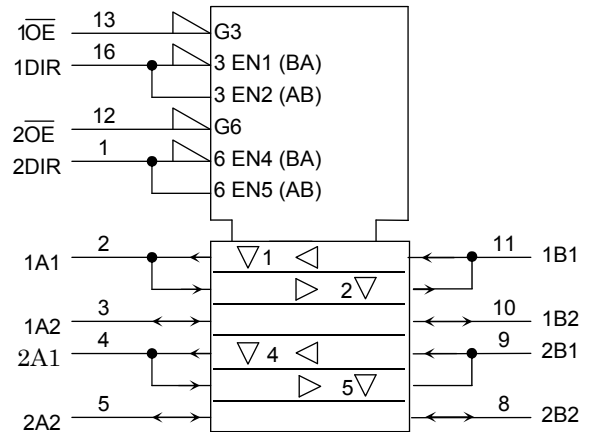 1O̅E̅ 13 G3
1DIR 16 3 EN1 (BA)
3 EN2 (AB)
2O̅E̅ 12 G6
2DIR 1 6 EN4 (BA)
6 EN5 (AB)
1A1 2 ▽1 ◁ 11 1B1
▷ 2▽
1A2 3 10 1B2
2A1 4 ▽4 ◁ 9 2B1
▷ 5▽
2A2 5 8 2B2